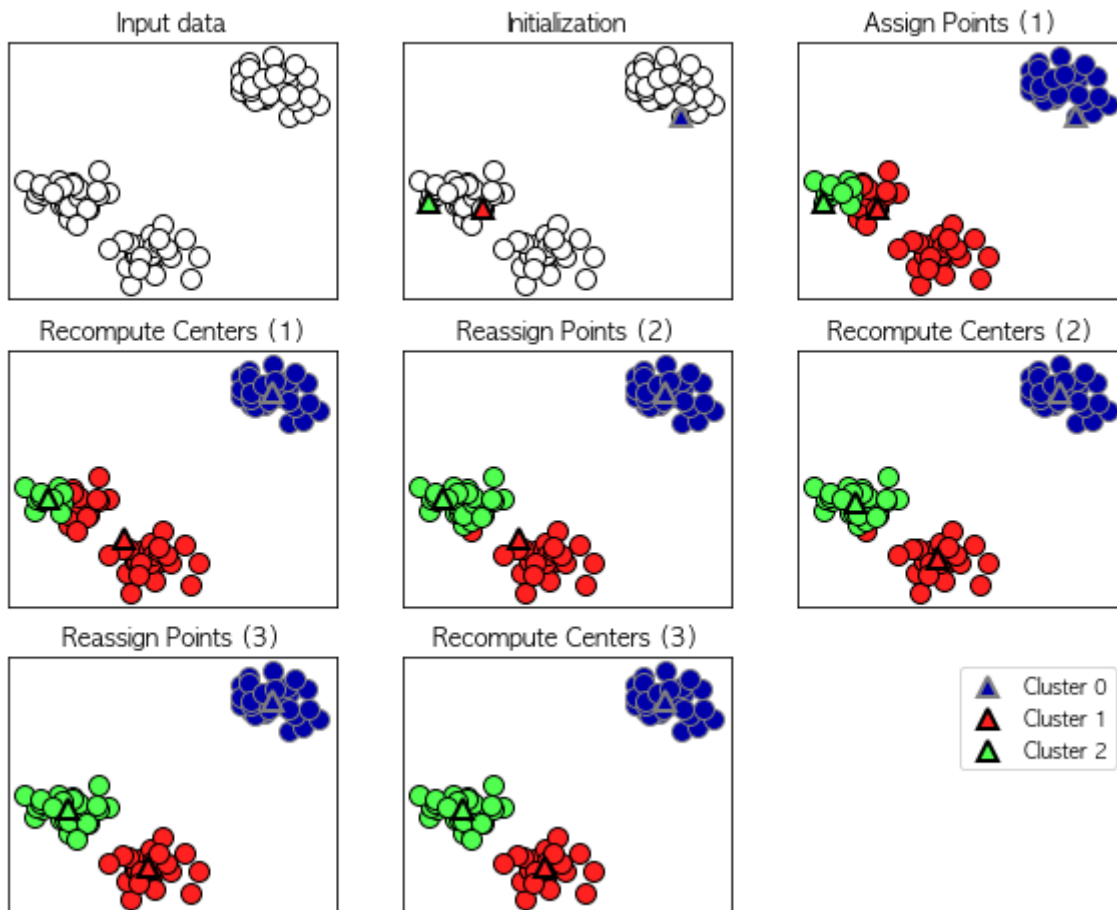 Input data
Initialization
Assign Points (1)
Recompute Centers (1)
Reassign Points (2)
Recompute Centers (2)
Reassign Points (3)
Recompute Centers (3)
Cluster 0
Cluster 1
Cluster 2